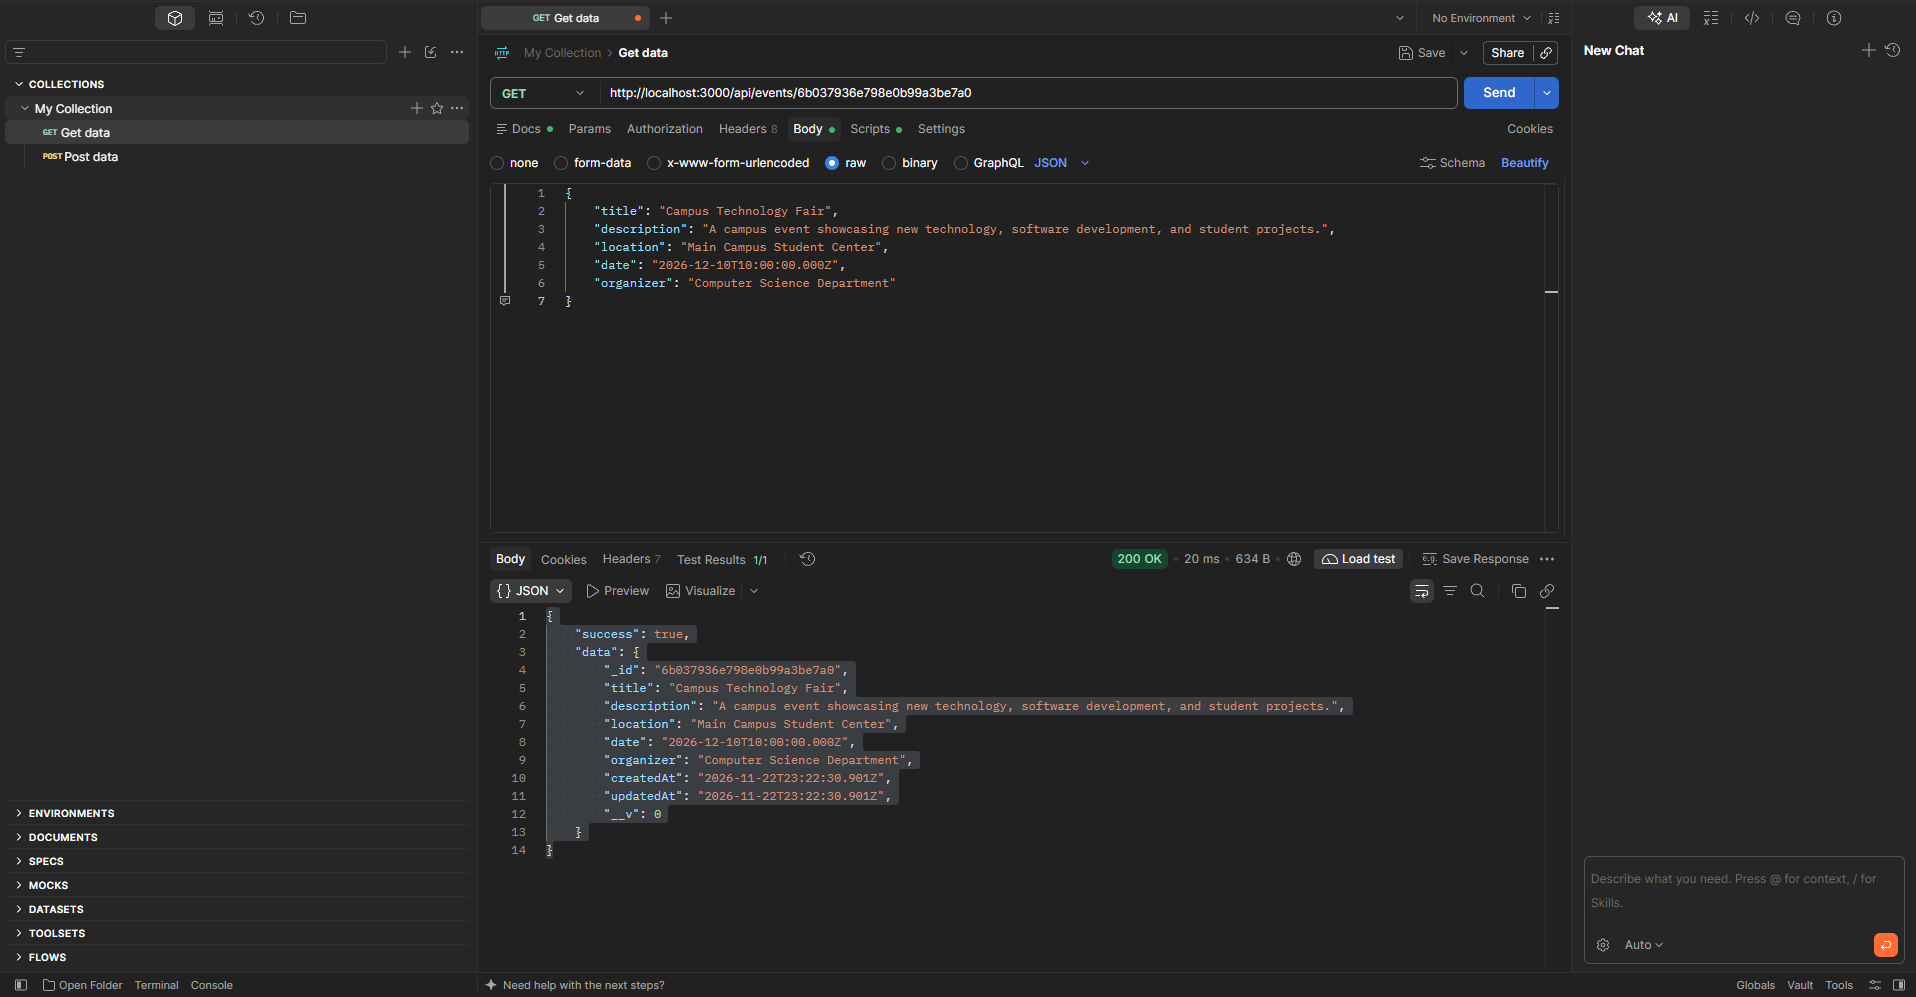 GET Get data
No Environment
AI
COLLECTIONS
My Collection
GET Get data
POST Post data
ENVIRONMENTS
DOCUMENTS
SPECS
MOCKS
DATASETS
TOOLSETS
FLOWS
HTTP My Collection > Get data
Save
Share
GET
http://localhost:3000/api/events/6b037936e798e0b99a3be7a0
Send
Docs Params Authorization Headers 8 Body Scripts Settings
Cookies
none form-data x-www-form-urlencoded raw binary GraphQL JSON
Schema Beautify
1 {
2 "title": "Campus Technology Fair",
3 "description": "A campus event showcasing new technology, software development, and student projects.",
4 "location": "Main Campus Student Center",
5 "date": "2026-12-10T10:00:00.000Z",
6 "organizer": "Computer Science Department"
7 }
Body Cookies Headers 7 Test Results 1/1
200 OK 20 ms 634 B Load test e.g. Save Response
{} JSON Preview Visualize
1 {
2 "success": true,
3 "data": {
4 "_id": "6b037936e798e0b99a3be7a0",
5 "title": "Campus Technology Fair",
6 "description": "A campus event showcasing new technology, software development, and student projects.",
7 "location": "Main Campus Student Center",
8 "date": "2026-12-10T10:00:00.000Z",
9 "organizer": "Computer Science Department",
10 "createdAt": "2026-11-22T23:22:30.901Z",
11 "updatedAt": "2026-11-22T23:22:30.901Z",
12 "__v": 0
13 }
14 }
New Chat
Describe what you need. Press @ for context, / for
Skills.
Auto
Open Folder Terminal Console
Need help with the next steps?
Globals Vault Tools